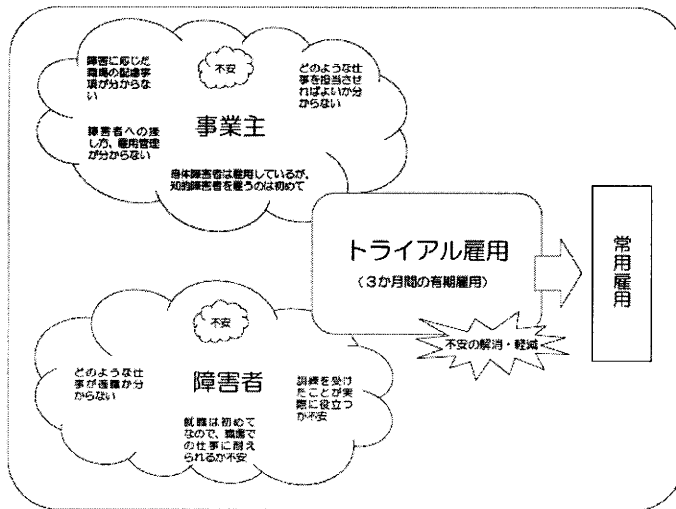 障害に応じた
職場の配慮事
項が分からな
い
不安
どのような仕
事を担当させ
ればよいか分
からない
障害者への接
し方、雇用管理
が分からない
事業主
身体障害者は雇用しているが、
知的障害者を雇うのは初めて
トライアル雇用
（３か月間の有期雇用）
常用雇用
不安の解消・軽減
不安
どのような仕
事が適職か分
からない
障害者
訓練を受け
たことが実
際に役立つ
か不安
就職は初めて
なので、職場で
の仕事に耐え
られるか不安